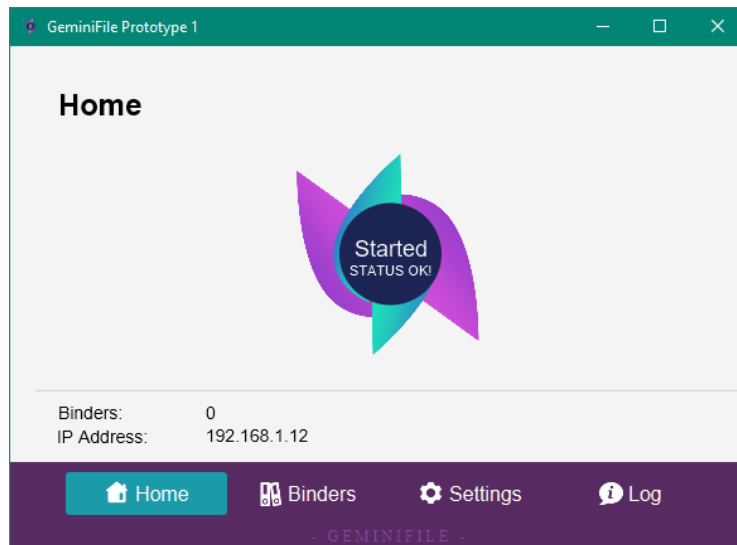 GeminiFile Prototype 1
Home
Started
STATUS OK!
Binders: 0
IP Address: 192.168.1.12
Home Binders Settings Log
- GEMINIFILE -